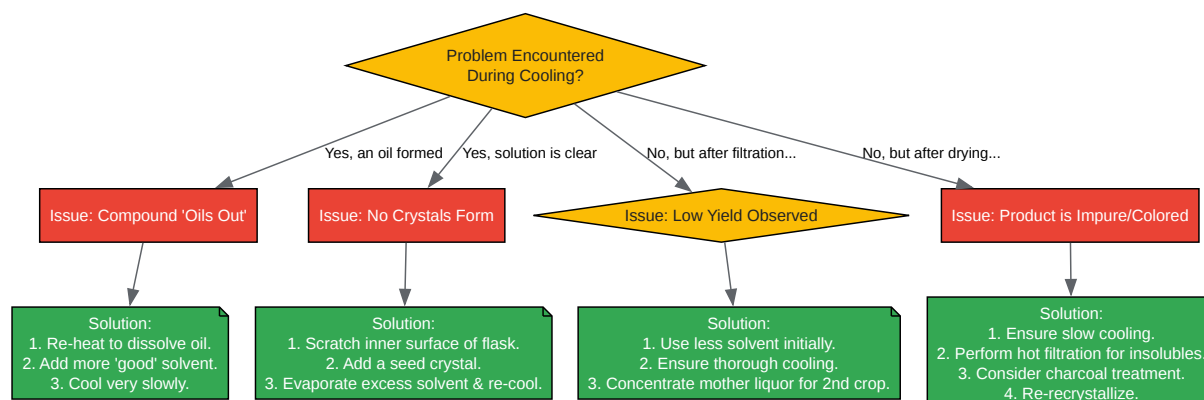 Problem Encountered
During Cooling?
Yes, an oil formed
Yes, solution is clear
No, but after filtration...
No, but after drying...
Issue: Compound 'Oils Out'
Issue: No Crystals Form
Issue: Low Yield Observed
Issue: Product is Impure/Colored
Solution:
1. Re-heat to dissolve oil.
2. Add more 'good' solvent.
3. Cool very slowly.
Solution:
1. Scratch inner surface of flask.
2. Add a seed crystal.
3. Evaporate excess solvent & re-cool.
Solution:
1. Use less solvent initially.
2. Ensure thorough cooling.
3. Concentrate mother liquor for 2nd crop.
Solution:
1. Ensure slow cooling.
2. Perform hot filtration for insolubles.
3. Consider charcoal treatment.
4. Re-recrystallize.